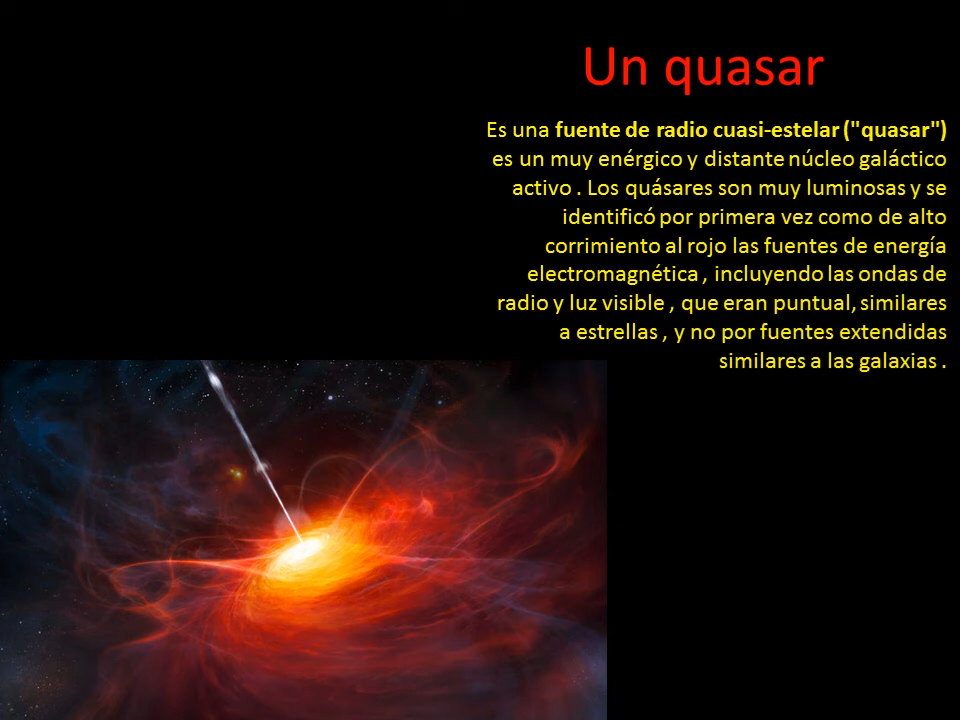 Un quasar
Es una fuente de radio cuasi-estelar ("quasar")
es un muy enérgico y distante núcleo galáctico
activo . Los quásares son muy luminosas y se
identificó por primera vez como de alto
corrimiento al rojo las fuentes de energía
electromagnética , incluyendo las ondas de
radio y luz visible , que eran puntual, similares
a estrellas , y no por fuentes extendidas
similares a las galaxias .